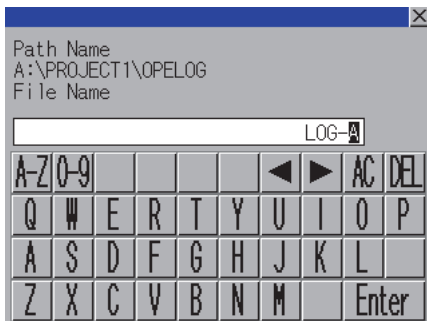 ×
Path Name
A:\PROJECT1\OPELOG
File Name
LOG-A
A-Z 0-9 ◀ ▶ AC DEL
Q W E R T Y U I O P
A S D F G H J K L
Z X C V B N M Enter